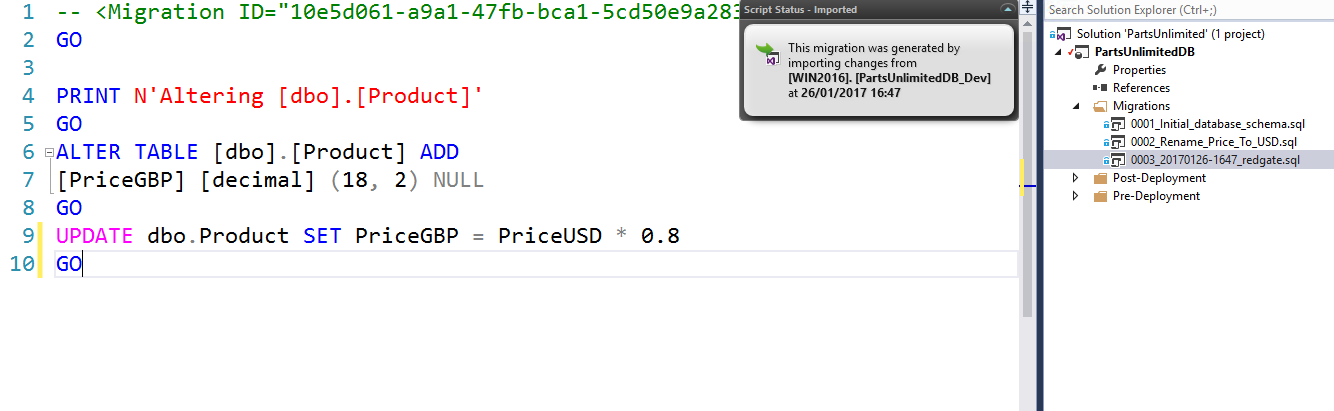 1 -- <Migration ID="10e5d061-a9a1-47fb-bca1-5cd50e9a283
2 GO
3
4 PRINT N'Altering [dbo].[Product]'
5 GO
6 ALTER TABLE [dbo].[Product] ADD
7 [PriceGBP] [decimal] (18, 2) NULL
8 GO
9 UPDATE dbo.Product SET PriceGBP = PriceUSD * 0.8
10 GO
Script Status - Imported
This migration was generated by
importing changes from
[WIN2016]. [PartsUnlimitedDB_Dev]
at 26/01/2017 16:47
Search Solution Explorer (Ctrl+;)
Solution 'PartsUnlimited' (1 project)
PartsUnlimitedDB
Properties
References
Migrations
0001_Initial_database_schema.sql
0002_Rename_Price_To_USD.sql
0003_20170126-1647_redgate.sql
Post-Deployment
Pre-Deployment